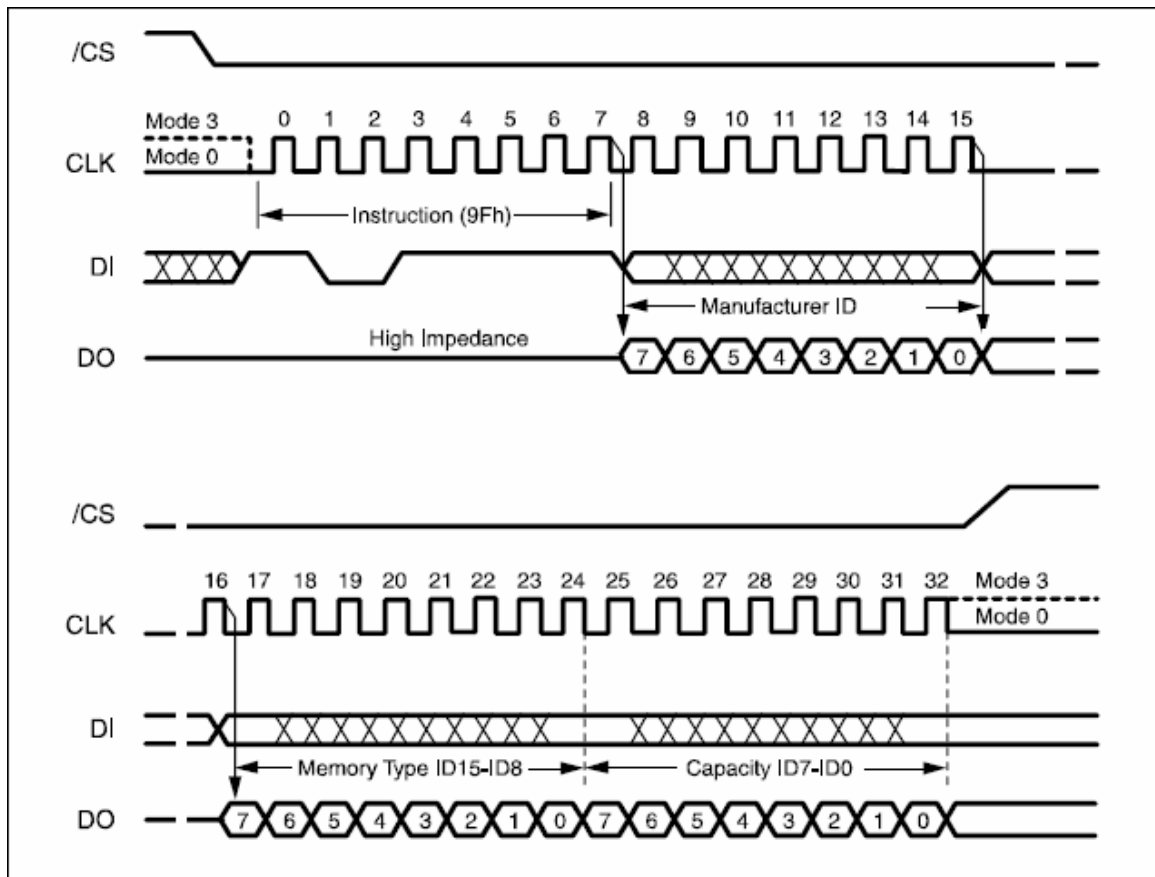 /CS
0 1 2 3 4 5 6 7 8 9 10 11 12 13 14 15
Mode 3
Mode 0
CLK
Instruction (9Fh)
DI
Manufacturer ID
High Impedance
DO 7 6 5 4 3 2 1 0
/CS
16 17 18 19 20 21 22 23 24 25 26 27 28 29 30 31 32 Mode 3
CLK Mode 0
DI
Memory Type ID15-ID8 Capacity ID7-ID0
DO 7 6 5 4 3 2 1 0 7 6 5 4 3 2 1 0